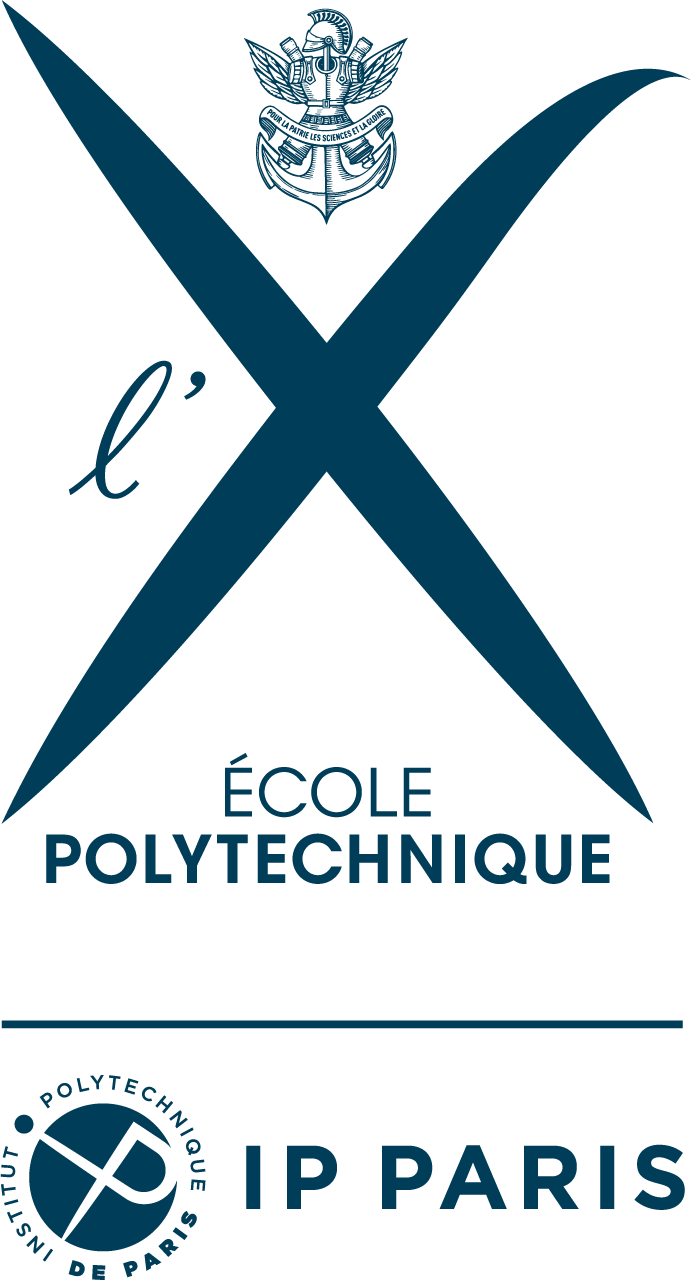 POUR LA PATRIE LES SCIENCES ET LA GLOIRE
l'X
ÉCOLE
POLYTECHNIQUE
INSTITUT POLYTECHNIQUE DE PARIS
IP PARIS